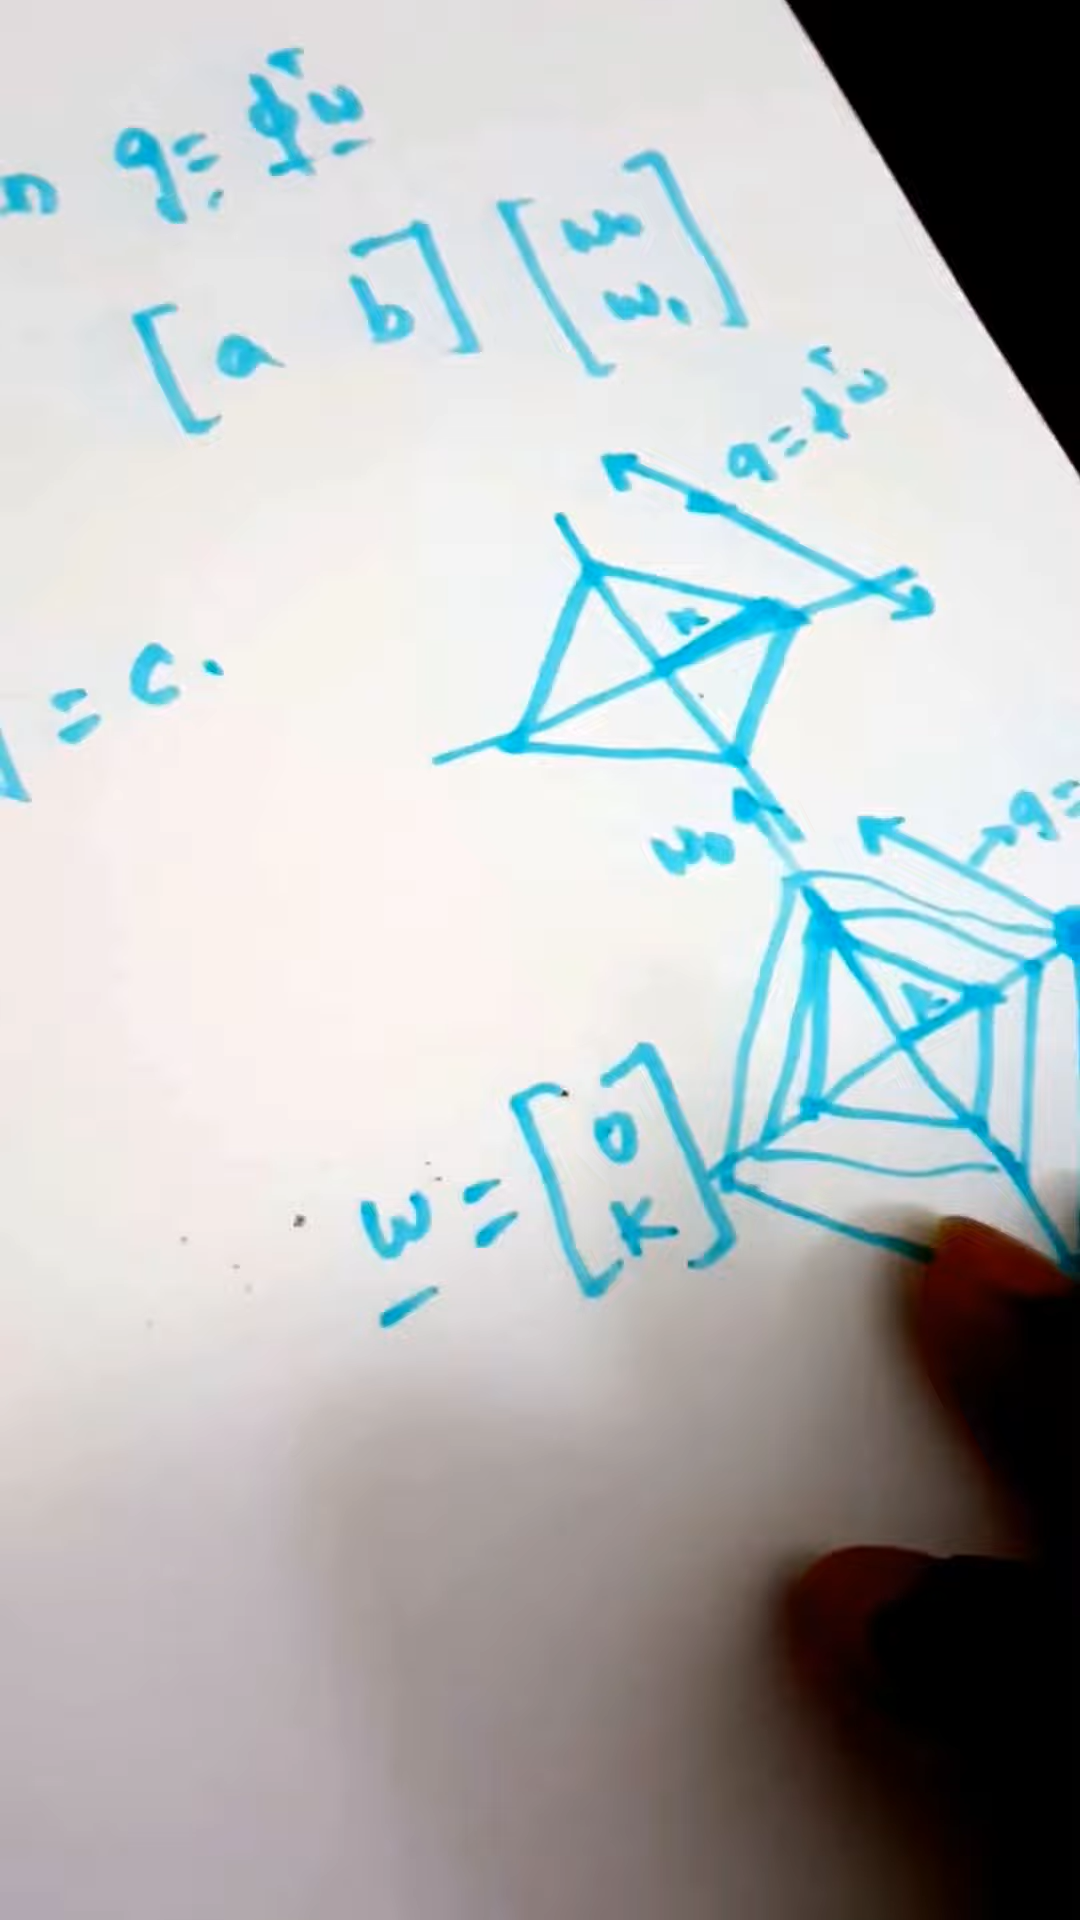 q = Φᵀw
[a b] [w₀
w₁]
q = Φᵀw
= c.
K
w₀
q =
K
w = [0
K]